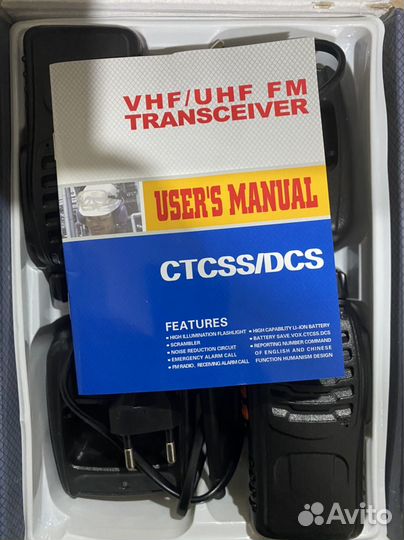 VHF/UHF FM
TRANSCEIVER
USER'S MANUAL
CTCSS/DCS
FEATURES
• HIGH ILLUMINATION FLASHLIGHT
• SCRAMBLER
• NOISE REDUCTION CIRCUIT
• EMERGENCY ALARM CALL
• FM RADIO, RECEIVING ALARM CALL
• HIGH CAPABILITY LI-ION BATTERY
• BATTERY SAVE, VOX, CTCSS, DCS
• REPORTING NUMBER COMMAND
OF ENGLISH AND CHINESE
FUNCTION HUMANISM DESIGN
Avito